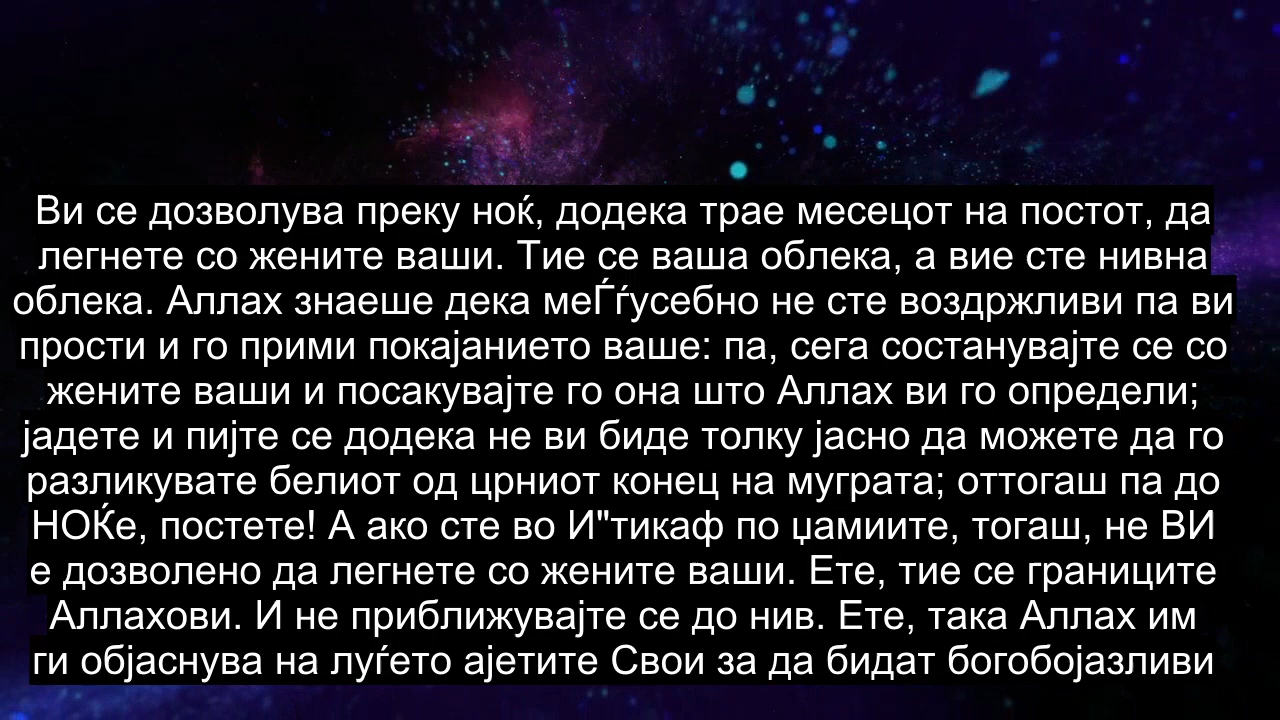 Ви се дозволува преку ноќ, додека трае месецот на постот, да
легнете со жените ваши. Тие се ваша облека, а вие сте нивна
облека. Аллах знаеше дека меЃѓусебно не сте воздржливи па ви
прости и го прими покајанието ваше: па, сега состанувајте се со
жените ваши и посакувајте го она што Аллах ви го определи;
јадете и пијте се додека не ви биде толку јасно да можете да го
разликувате белиот од црниот конец на муграта; оттогаш па до
НОЌе, постете! А ако сте во И"тикаф по џамиите, тогаш, не ВИ
е дозволено да легнете со жените ваши. Ете, тие се границите
Аллахови. И не приближувајте се до нив. Ете, така Аллах им
ги објаснува на луѓето ајетите Свои за да бидат богобојазливи